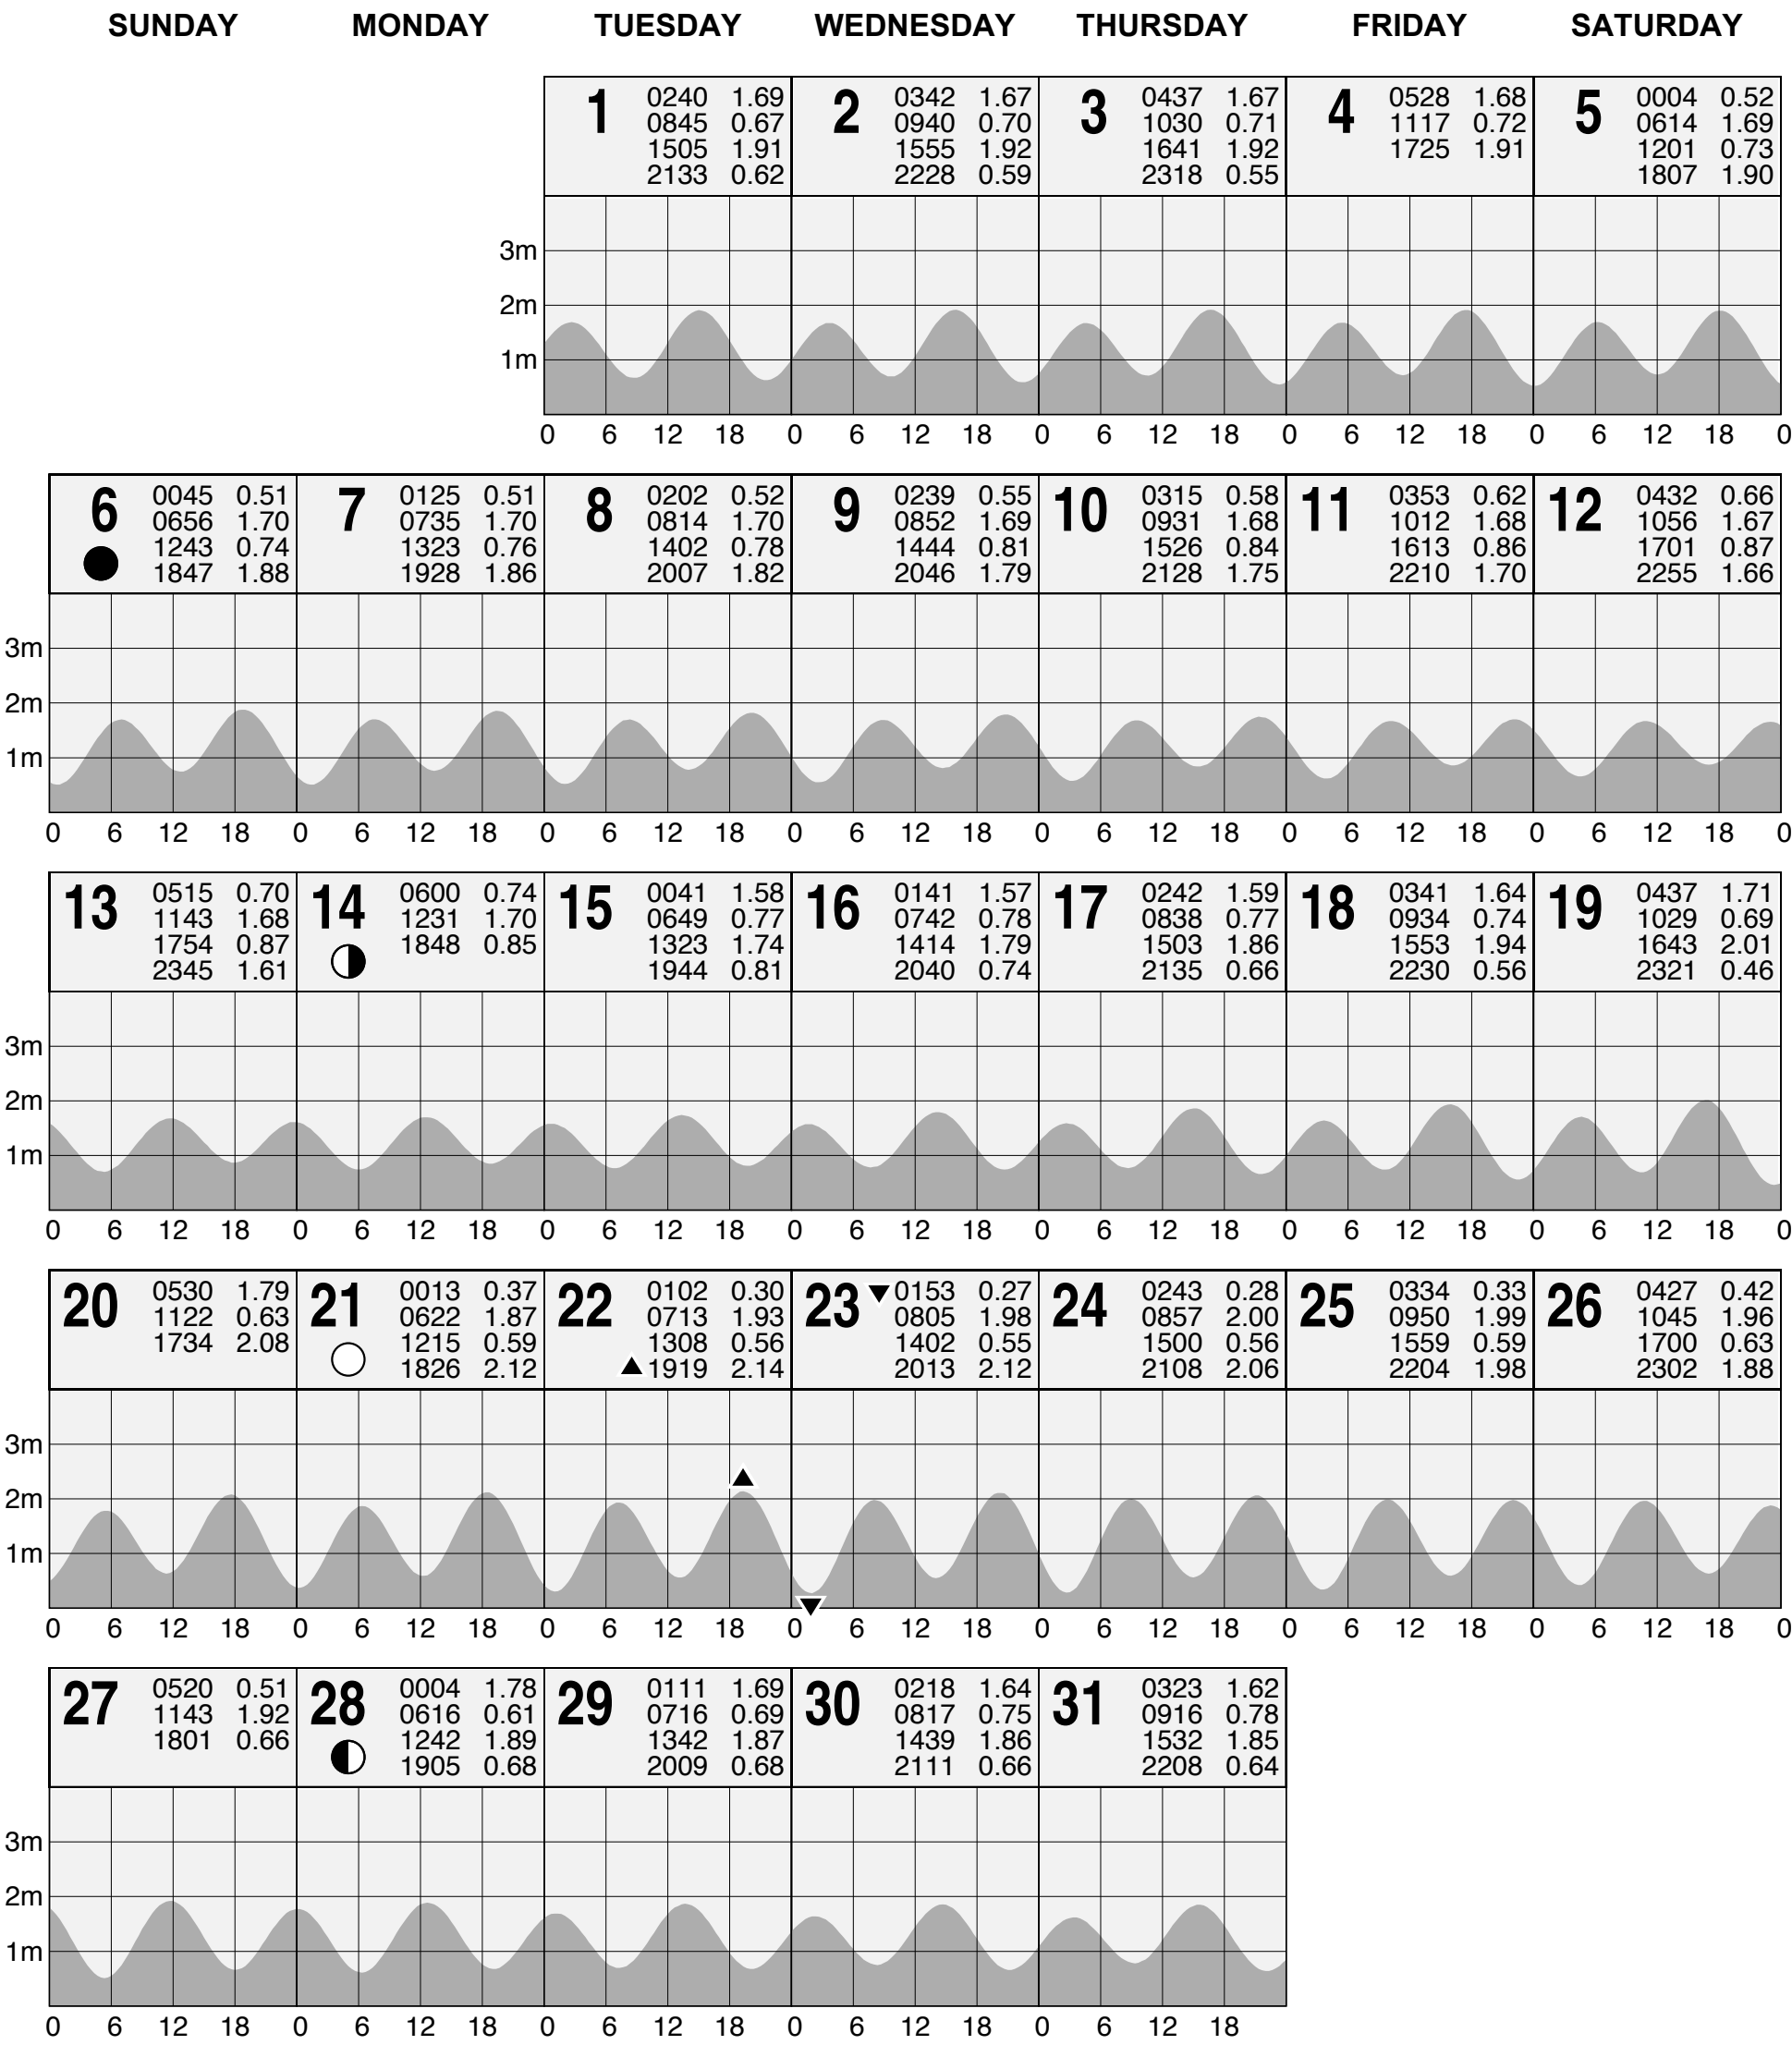 SUNDAY MONDAY TUESDAY WEDNESDAY THURSDAY FRIDAY SATURDAY
1 0240 1.69
0845 0.67
1505 1.91
2133 0.62
2 0342 1.67
0940 0.70
1555 1.92
2228 0.59
3 0437 1.67
1030 0.71
1641 1.92
2318 0.55
4 0528 1.68
1117 0.72
1725 1.91
5 0004 0.52
0614 1.69
1201 0.73
1807 1.90
3m
2m
1m
0 6 12 18 0 6 12 18 0 6 12 18 0 6 12 18 0 6 12 18 0
6 0045 0.51
0656 1.70
1243 0.74
1847 1.88
7 0125 0.51
0735 1.70
1323 0.76
1928 1.86
8 0202 0.52
0814 1.70
1402 0.78
2007 1.82
9 0239 0.55
0852 1.69
1444 0.81
2046 1.79
10 0315 0.58
0931 1.68
1526 0.84
2128 1.75
11 0353 0.62
1012 1.68
1613 0.86
2210 1.70
12 0432 0.66
1056 1.67
1701 0.87
2255 1.66
3m
2m
1m
0 6 12 18 0 6 12 18 0 6 12 18 0 6 12 18 0 6 12 18 0 6 12 18 0 6 12 18 0
13 0515 0.70
1143 1.68
1754 0.87
2345 1.61
14 0600 0.74
1231 1.70
1848 0.85
15 0041 1.58
0649 0.77
1323 1.74
1944 0.81
16 0141 1.57
0742 0.78
1414 1.79
2040 0.74
17 0242 1.59
0838 0.77
1503 1.86
2135 0.66
18 0341 1.64
0934 0.74
1553 1.94
2230 0.56
19 0437 1.71
1029 0.69
1643 2.01
2321 0.46
3m
2m
1m
0 6 12 18 0 6 12 18 0 6 12 18 0 6 12 18 0 6 12 18 0 6 12 18 0 6 12 18 0
20 0530 1.79
1122 0.63
1734 2.08
21 0013 0.37
0622 1.87
1215 0.59
1826 2.12
22 0102 0.30
0713 1.93
1308 0.56
1919 2.14
23 0153 0.27
0805 1.98
1402 0.55
2013 2.12
24 0243 0.28
0857 2.00
1500 0.56
2108 2.06
25 0334 0.33
0950 1.99
1559 0.59
2204 1.98
26 0427 0.42
1045 1.96
1700 0.63
2302 1.88
3m
2m
1m
0 6 12 18 0 6 12 18 0 6 12 18 0 6 12 18 0 6 12 18 0 6 12 18 0 6 12 18 0
27 0520 0.51
1143 1.92
1801 0.66
28 0004 1.78
0616 0.61
1242 1.89
1905 0.68
29 0111 1.69
0716 0.69
1342 1.87
2009 0.68
30 0218 1.64
0817 0.75
1439 1.86
2111 0.66
31 0323 1.62
0916 0.78
1532 1.85
2208 0.64
3m
2m
1m
0 6 12 18 0 6 12 18 0 6 12 18 0 6 12 18 0 6 12 18